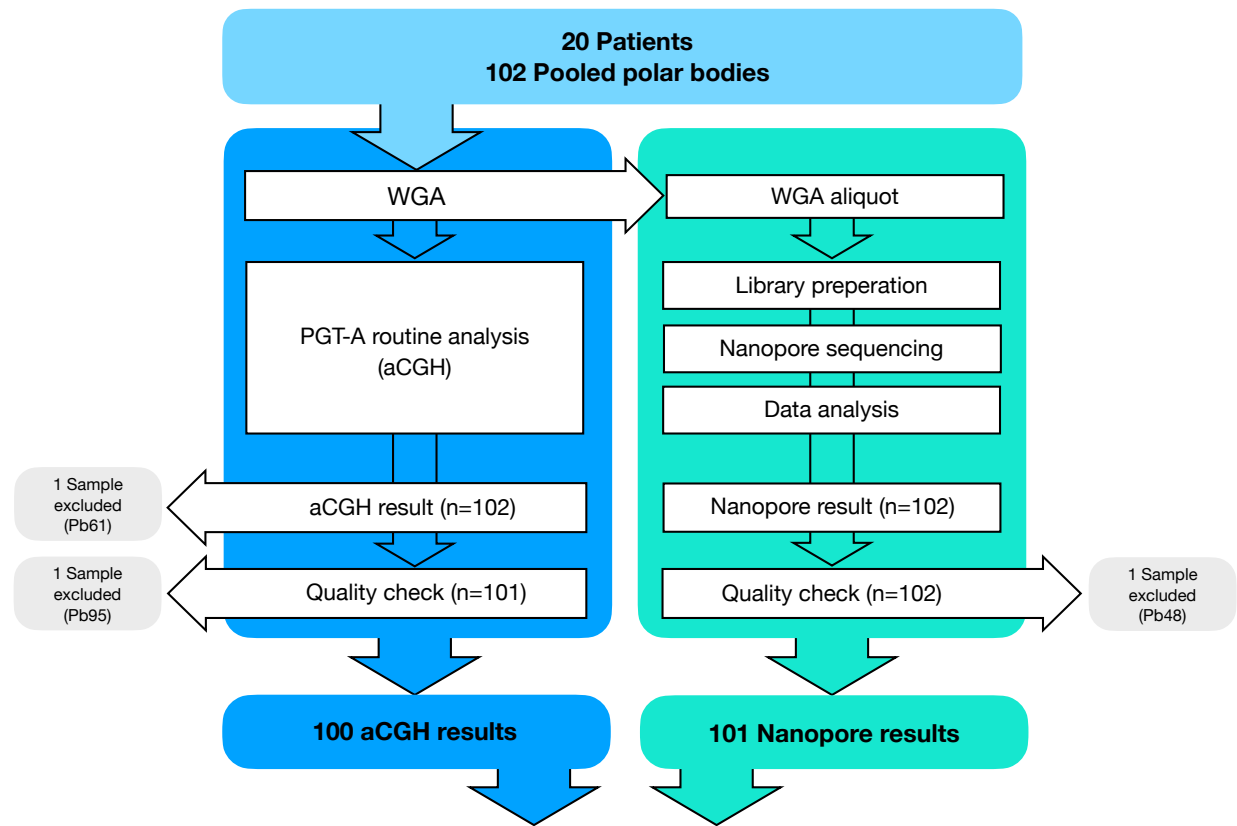 20 Patients
102 Pooled polar bodies
WGA
WGA aliquot
PGT-A routine analysis
(aCGH)
Library preperation
Nanopore sequencing
Data analysis
1 Sample
excluded
(Pb61)
aCGH result (n=102)
Nanopore result (n=102)
1 Sample
excluded
(Pb95)
Quality check (n=101)
Quality check (n=102)
1 Sample
excluded
(Pb48)
100 aCGH results
101 Nanopore results